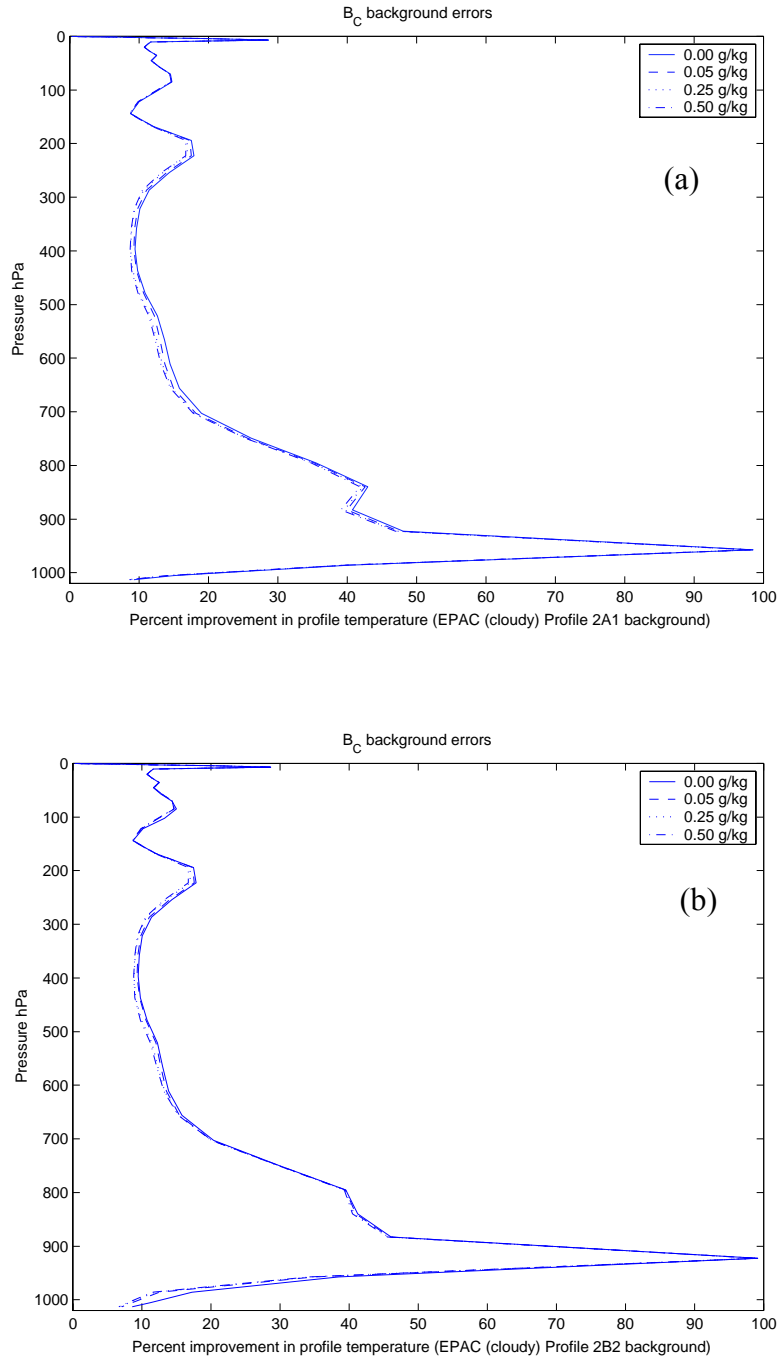 B_C background errors
0
100
200
300
400
500
600
700
800
900
1000
Pressure hPa
0.00 g/kg
0.05 g/kg
0.25 g/kg
0.50 g/kg
(a)
0 10 20 30 40 50 60 70 80 90 100
Percent improvement in profile temperature (EPAC (cloudy) Profile 2A1 background)
B_C background errors
0
100
200
300
400
500
600
700
800
900
1000
Pressure hPa
0.00 g/kg
0.05 g/kg
0.25 g/kg
0.50 g/kg
(b)
0 10 20 30 40 50 60 70 80 90 100
Percent improvement in profile temperature (EPAC (cloudy) Profile 2B2 background)